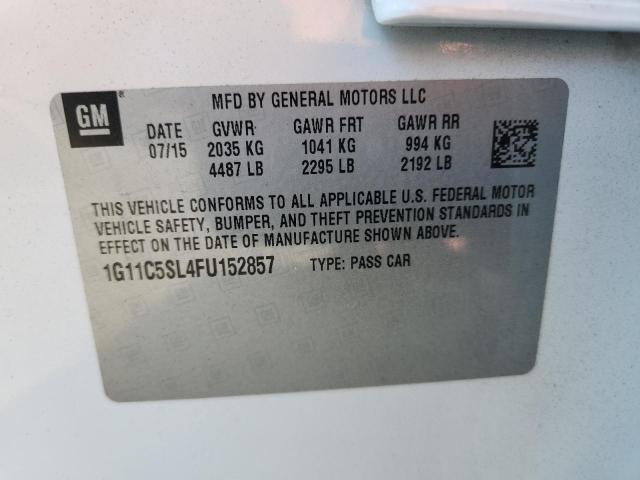 GM
MFD BY GENERAL MOTORS LLC
DATE GVWR GAWR FRT GAWR RR
07/15 2035 KG 1041 KG 994 KG
4487 LB 2295 LB 2192 LB
THIS VEHICLE CONFORMS TO ALL APPLICABLE U.S. FEDERAL MOTOR
VEHICLE SAFETY, BUMPER, AND THEFT PREVENTION STANDARDS IN
EFFECT ON THE DATE OF MANUFACTURE SHOWN ABOVE.
1G11C5SL4FU152857 TYPE: PASS CAR